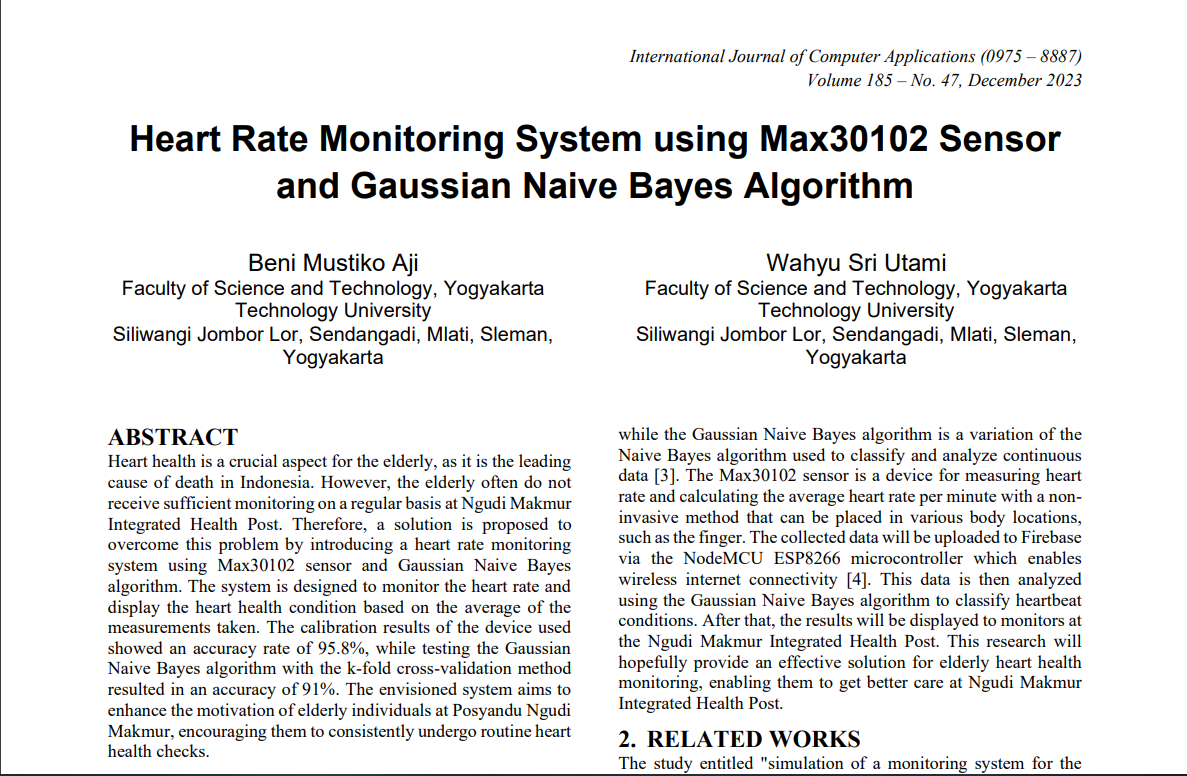 International Journal of Computer Applications (0975 – 8887)
Volume 185 – No. 47, December 2023
Heart Rate Monitoring System using Max30102 Sensor
and Gaussian Naive Bayes Algorithm
Beni Mustiko Aji
Faculty of Science and Technology, Yogyakarta
Technology University
Siliwangi Jombor Lor, Sendangadi, Mlati, Sleman,
Yogyakarta
Wahyu Sri Utami
Faculty of Science and Technology, Yogyakarta
Technology University
Siliwangi Jombor Lor, Sendangadi, Mlati, Sleman,
Yogyakarta
ABSTRACT
Heart health is a crucial aspect for the elderly, as it is the leading
cause of death in Indonesia. However, the elderly often do not
receive sufficient monitoring on a regular basis at Ngudi Makmur
Integrated Health Post. Therefore, a solution is proposed to
overcome this problem by introducing a heart rate monitoring
system using Max30102 sensor and Gaussian Naive Bayes
algorithm. The system is designed to monitor the heart rate and
display the heart health condition based on the average of the
measurements taken. The calibration results of the device used
showed an accuracy rate of 95.8%, while testing the Gaussian
Naive Bayes algorithm with the k-fold cross-validation method
resulted in an accuracy of 91%. The envisioned system aims to
enhance the motivation of elderly individuals at Posyandu Ngudi
Makmur, encouraging them to consistently undergo routine heart
health checks.
while the Gaussian Naive Bayes algorithm is a variation of the
Naive Bayes algorithm used to classify and analyze continuous
data [3]. The Max30102 sensor is a device for measuring heart
rate and calculating the average heart rate per minute with a non-
invasive method that can be placed in various body locations,
such as the finger. The collected data will be uploaded to Firebase
via the NodeMCU ESP8266 microcontroller which enables
wireless internet connectivity [4]. This data is then analyzed
using the Gaussian Naive Bayes algorithm to classify heartbeat
conditions. After that, the results will be displayed to monitors at
the Ngudi Makmur Integrated Health Post. This research will
hopefully provide an effective solution for elderly heart health
monitoring, enabling them to get better care at Ngudi Makmur
Integrated Health Post.
2. RELATED WORKS
The study entitled "simulation of a monitoring system for the